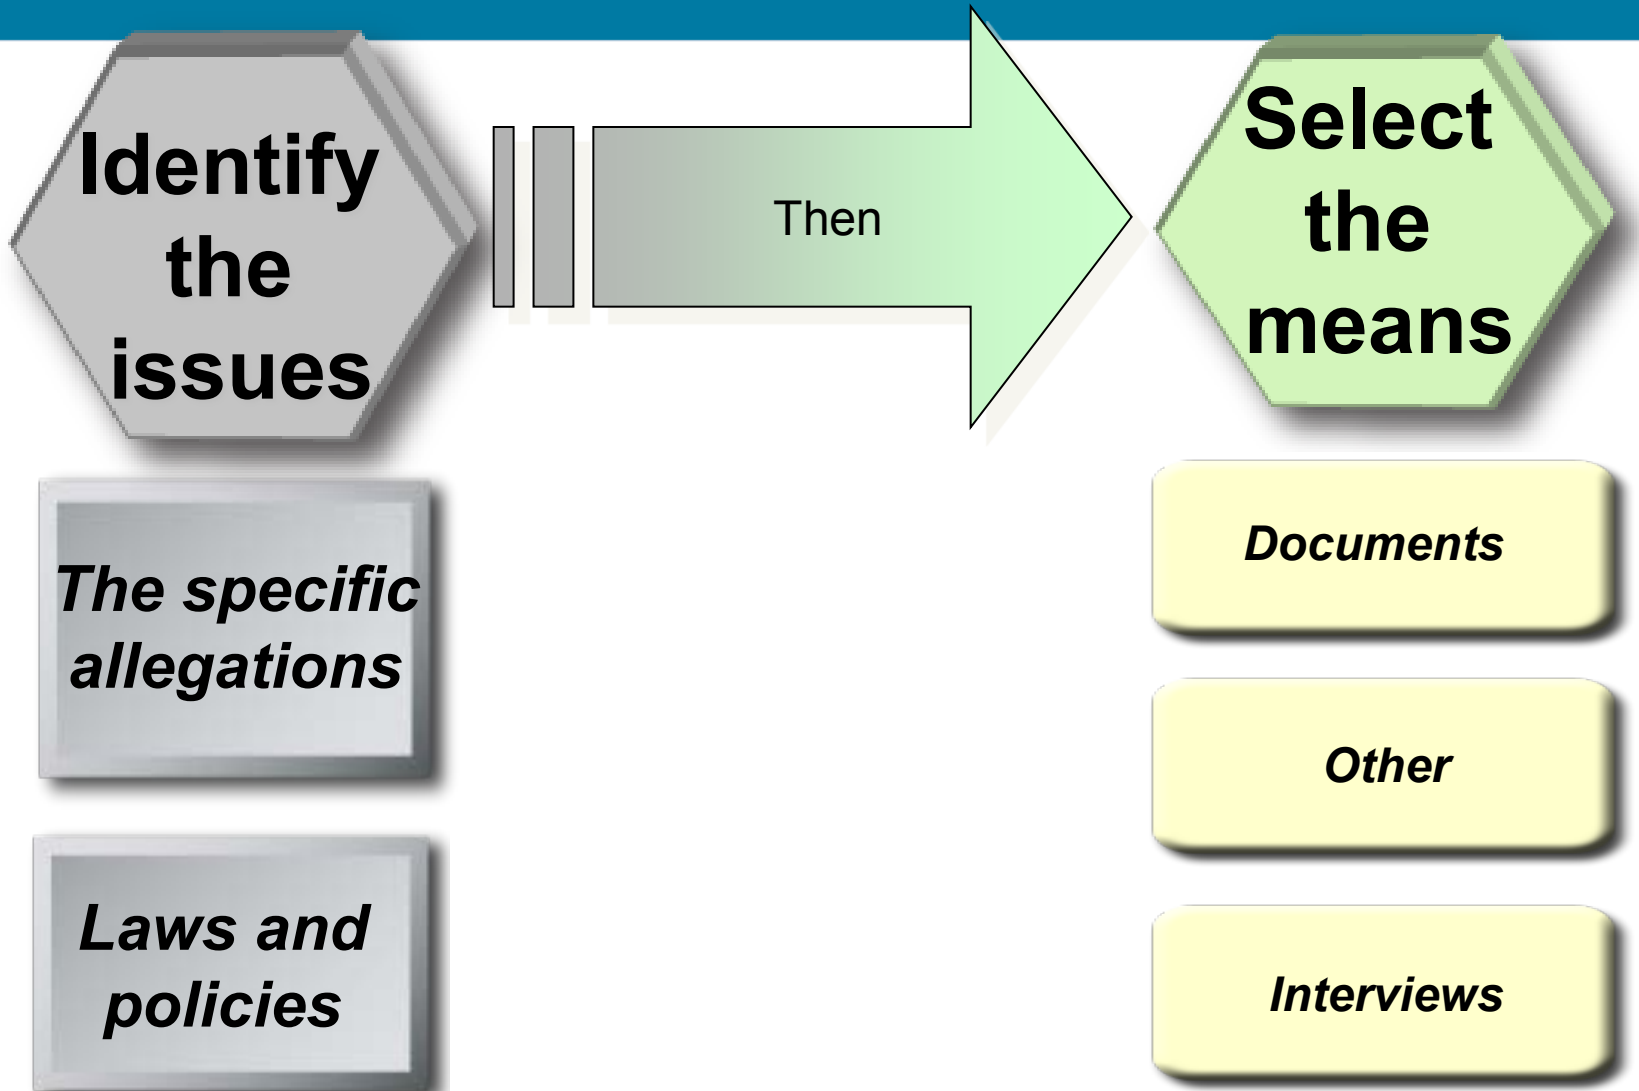 Identify
the
issues
Then
Select
the
means
The specific
allegations
Laws and
policies
Documents
Other
Interviews